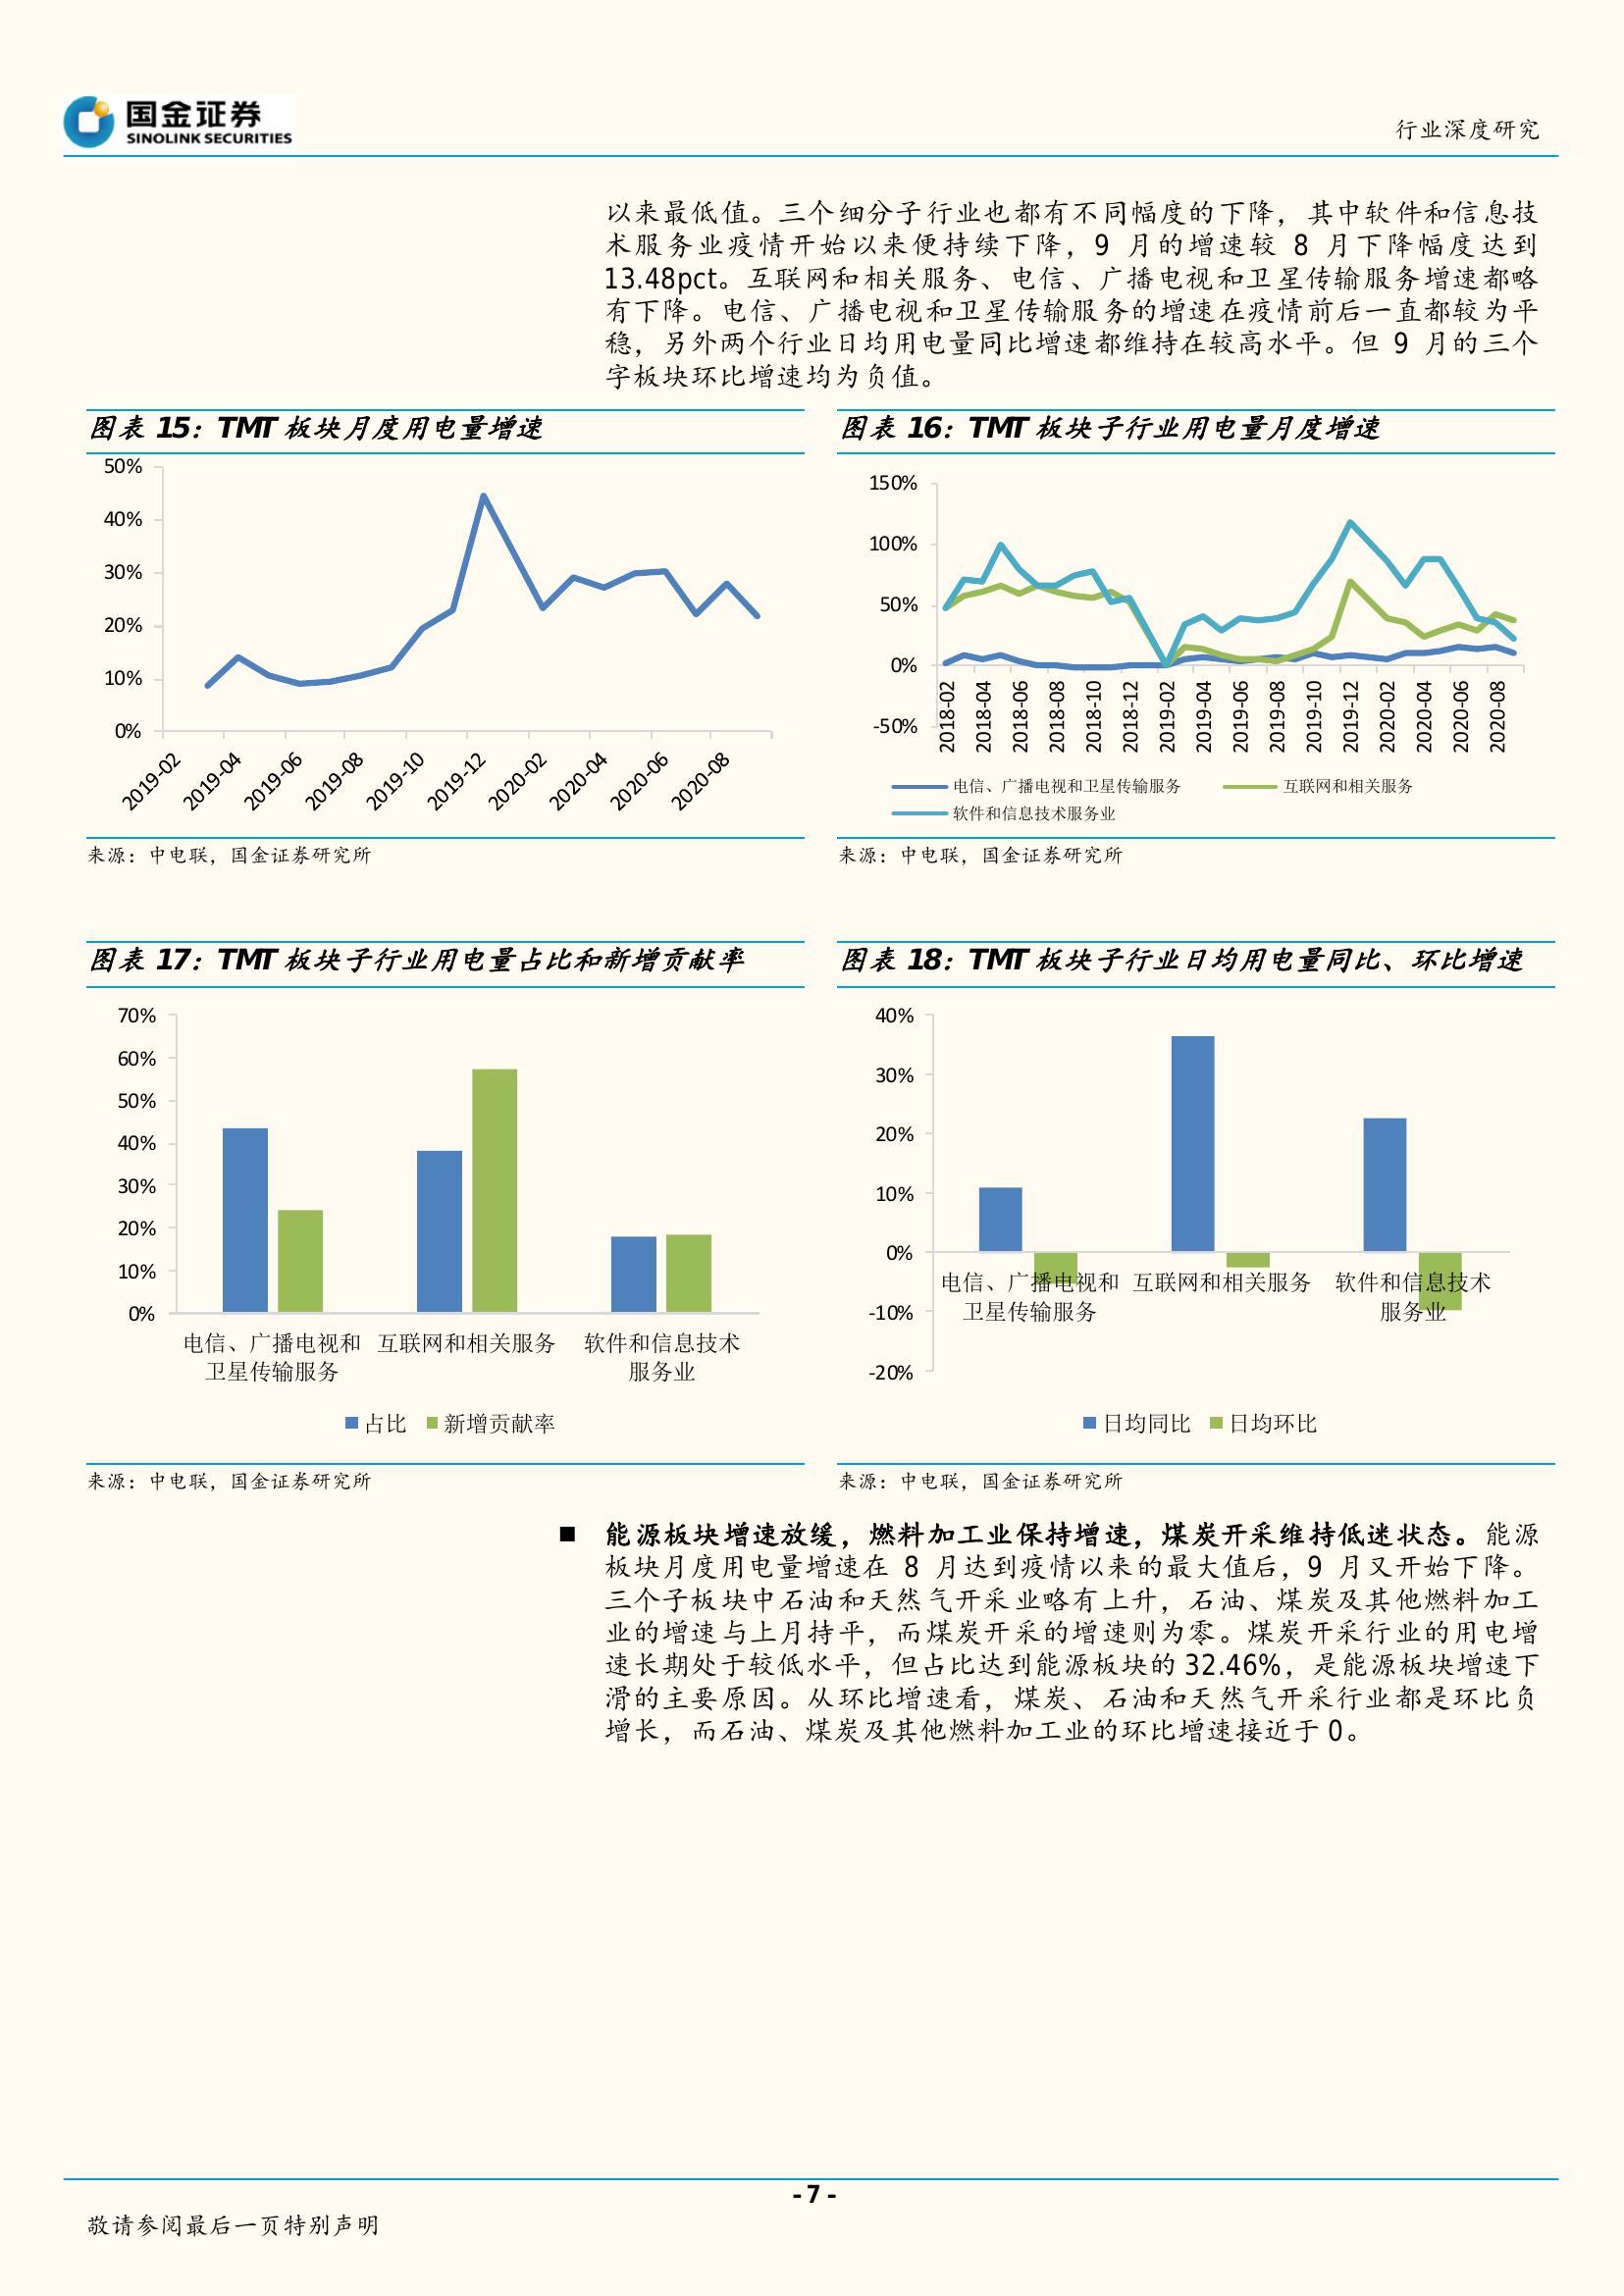 国金证券
SINOLINK SECURITIES
行业深度研究
以来最低值。三个细分子行业也都有不同幅度的下降，其中软件和信息技
术服务业疫情开始以来便持续下降，9 月的增速较 8 月下降幅度达到
13.48pct。互联网和相关服务、电信、广播电视和卫星传输服务增速都略
有下降。电信、广播电视和卫星传输服务的增速在疫情前后一直都较为平
稳，另外两个行业日均用电量同比增速都维持在较高水平。但 9 月的三个
字板块环比增速均为负值。
图表 15：TMT 板块月度用电量增速
50%
40%
30%
20%
10%
0%
2019-02
2019-04
2019-06
2019-08
2019-10
2019-12
2020-02
2020-04
2020-06
2020-08
来源：中电联，国金证券研究所
图表 16：TMT 板块子行业用电量月度增速
150%
100%
50%
0%
-50%
2018-02
2018-04
2018-06
2018-08
2018-10
2018-12
2019-02
2019-04
2019-06
2019-08
2019-10
2019-12
2020-02
2020-04
2020-06
2020-08
电信、广播电视和卫星传输服务
互联网和相关服务
软件和信息技术服务业
来源：中电联，国金证券研究所
图表 17：TMT 板块子行业用电量占比和新增贡献率
70%
60%
50%
40%
30%
20%
10%
0%
电信、广播电视和
卫星传输服务
互联网和相关服务
软件和信息技术
服务业
占比
新增贡献率
来源：中电联，国金证券研究所
图表 18：TMT 板块子行业日均用电量同比、环比增速
40%
30%
20%
10%
0%
-10%
-20%
电信、广播电视和
卫星传输服务
互联网和相关服务
软件和信息技术
服务业
日均同比
日均环比
来源：中电联，国金证券研究所
■ 能源板块增速放缓，燃料加工业保持增速，煤炭开采维持低迷状态。能源
板块月度用电量增速在 8 月达到疫情以来的最大值后，9 月又开始下降。
三个子板块中石油和天然气开采业略有上升，石油、煤炭及其他燃料加工
业的增速与上月持平，而煤炭开采的增速则为零。煤炭开采行业的用电增
速长期处于较低水平，但占比达到能源板块的 32.46%，是能源板块增速下
滑的主要原因。从环比增速看，煤炭、石油和天然气开采行业都是环比负
增长，而石油、煤炭及其他燃料加工业的环比增速接近于 0。
- 7 -
敬请参阅最后一页特别声明